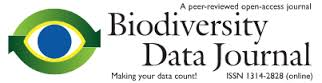 A peer-reviewed open-access journal
Biodiversity
Data Journal
Making your data count!
ISSN 1314-2828 (online)